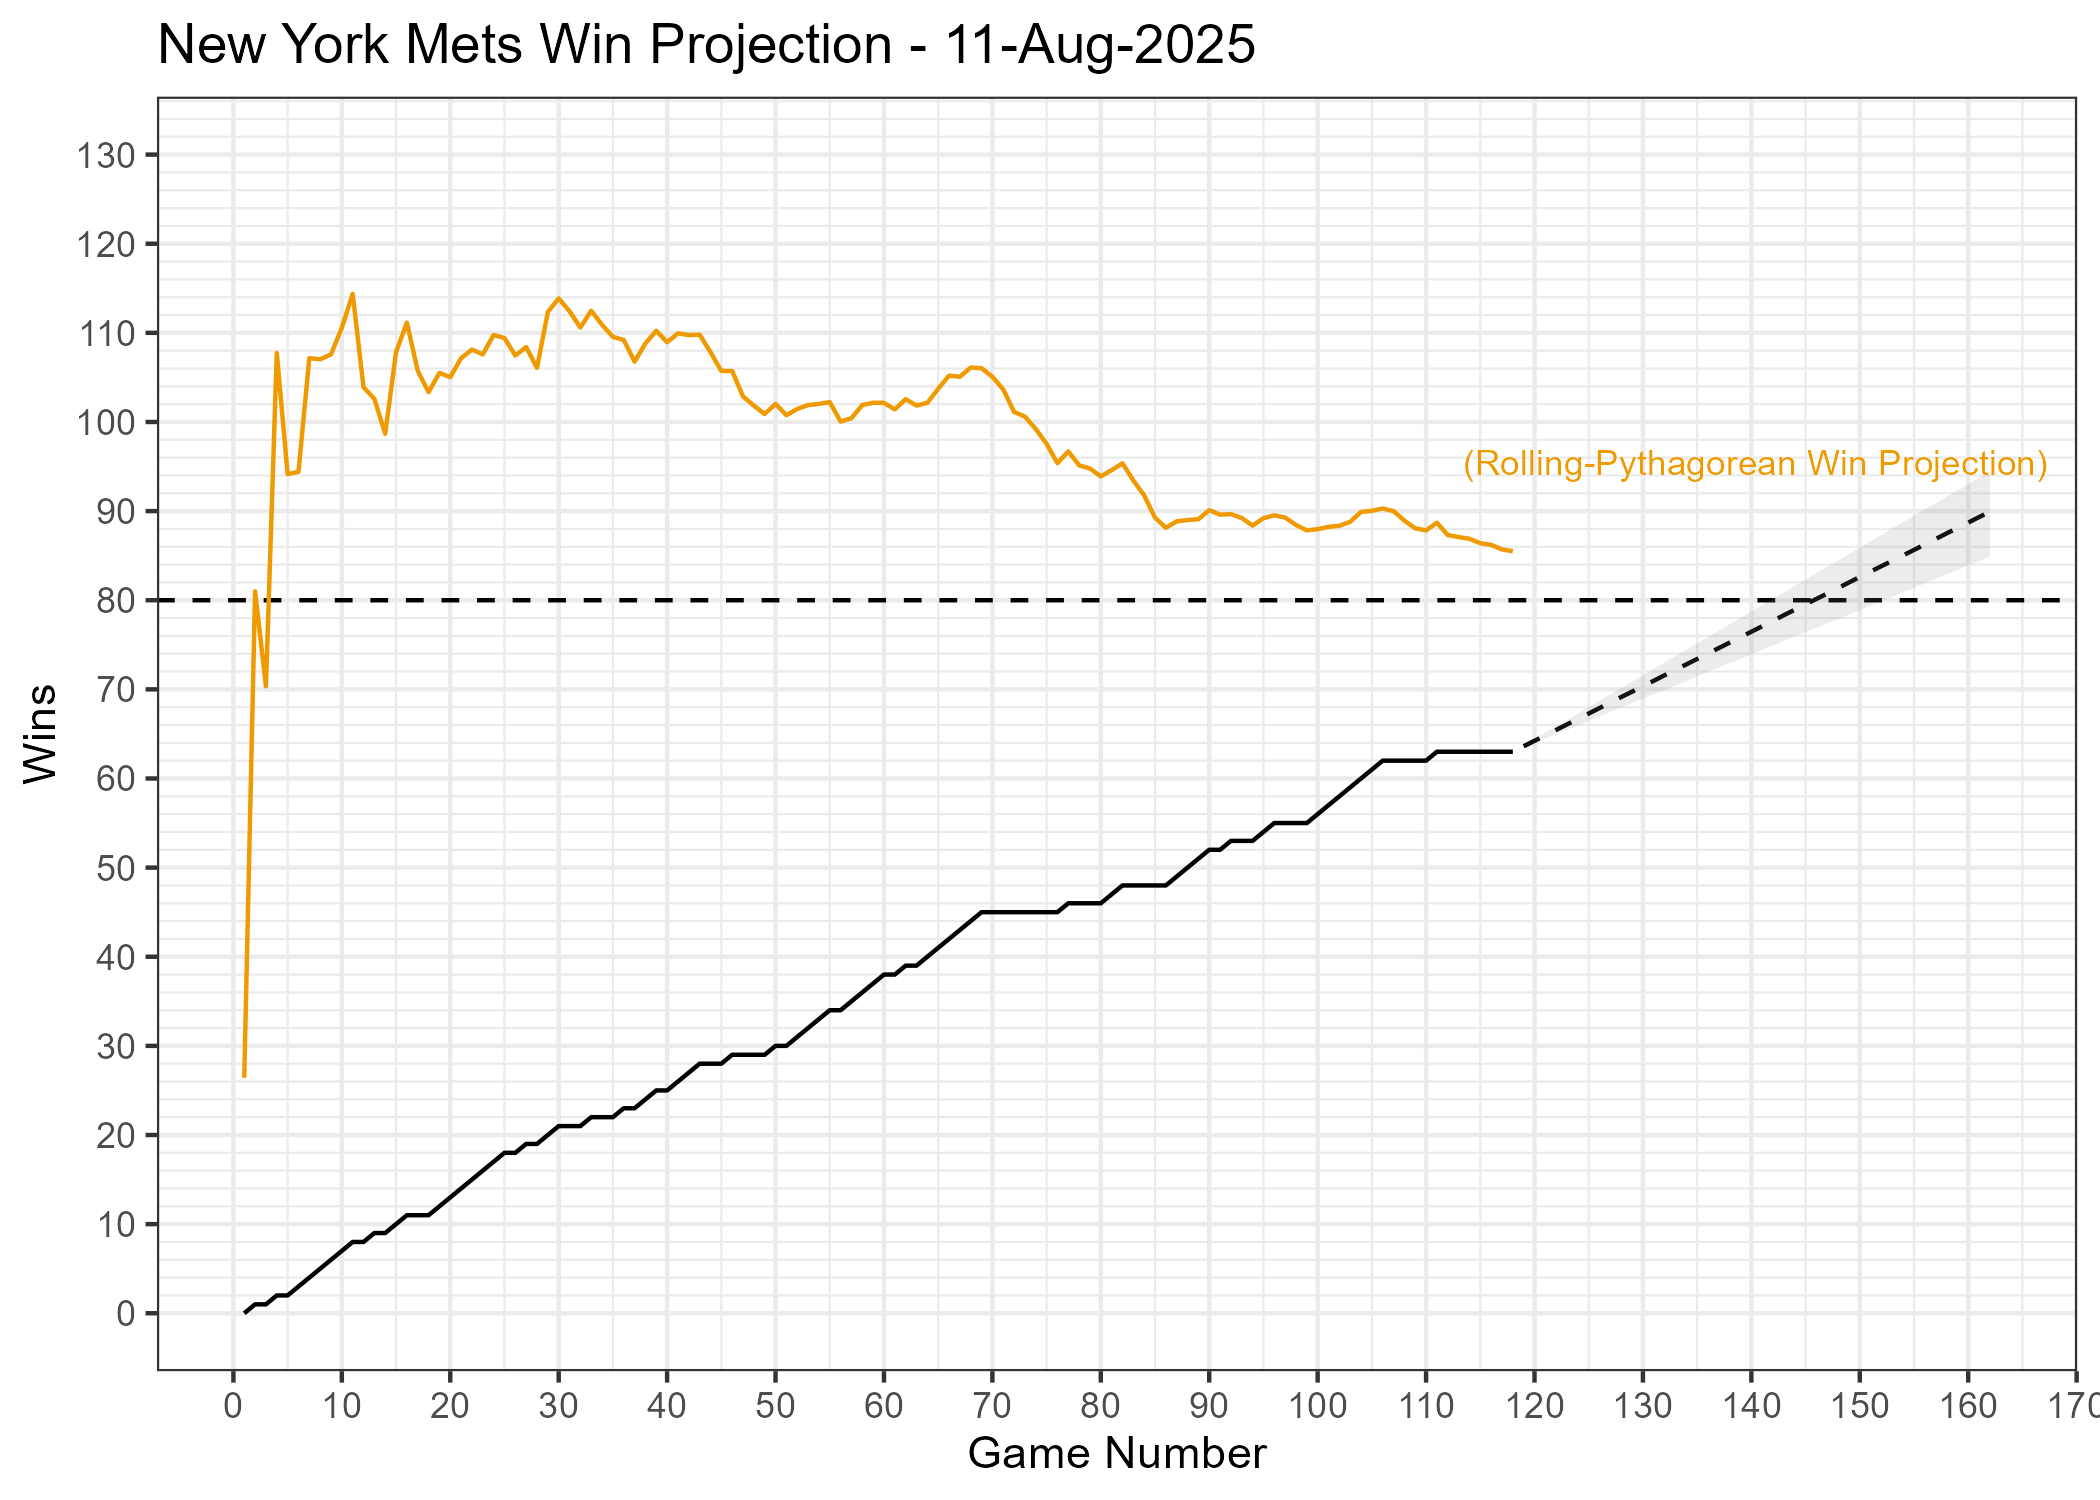 New York Mets Win Projection - 11-Aug-2025
130
120
110
100
90
80
70
60
50
40
30
20
10
0
Wins
(Rolling-Pythagorean Win Projection)
0 10 20 30 40 50 60 70 80 90 100 110 120 130 140 150 160 170
Game Number